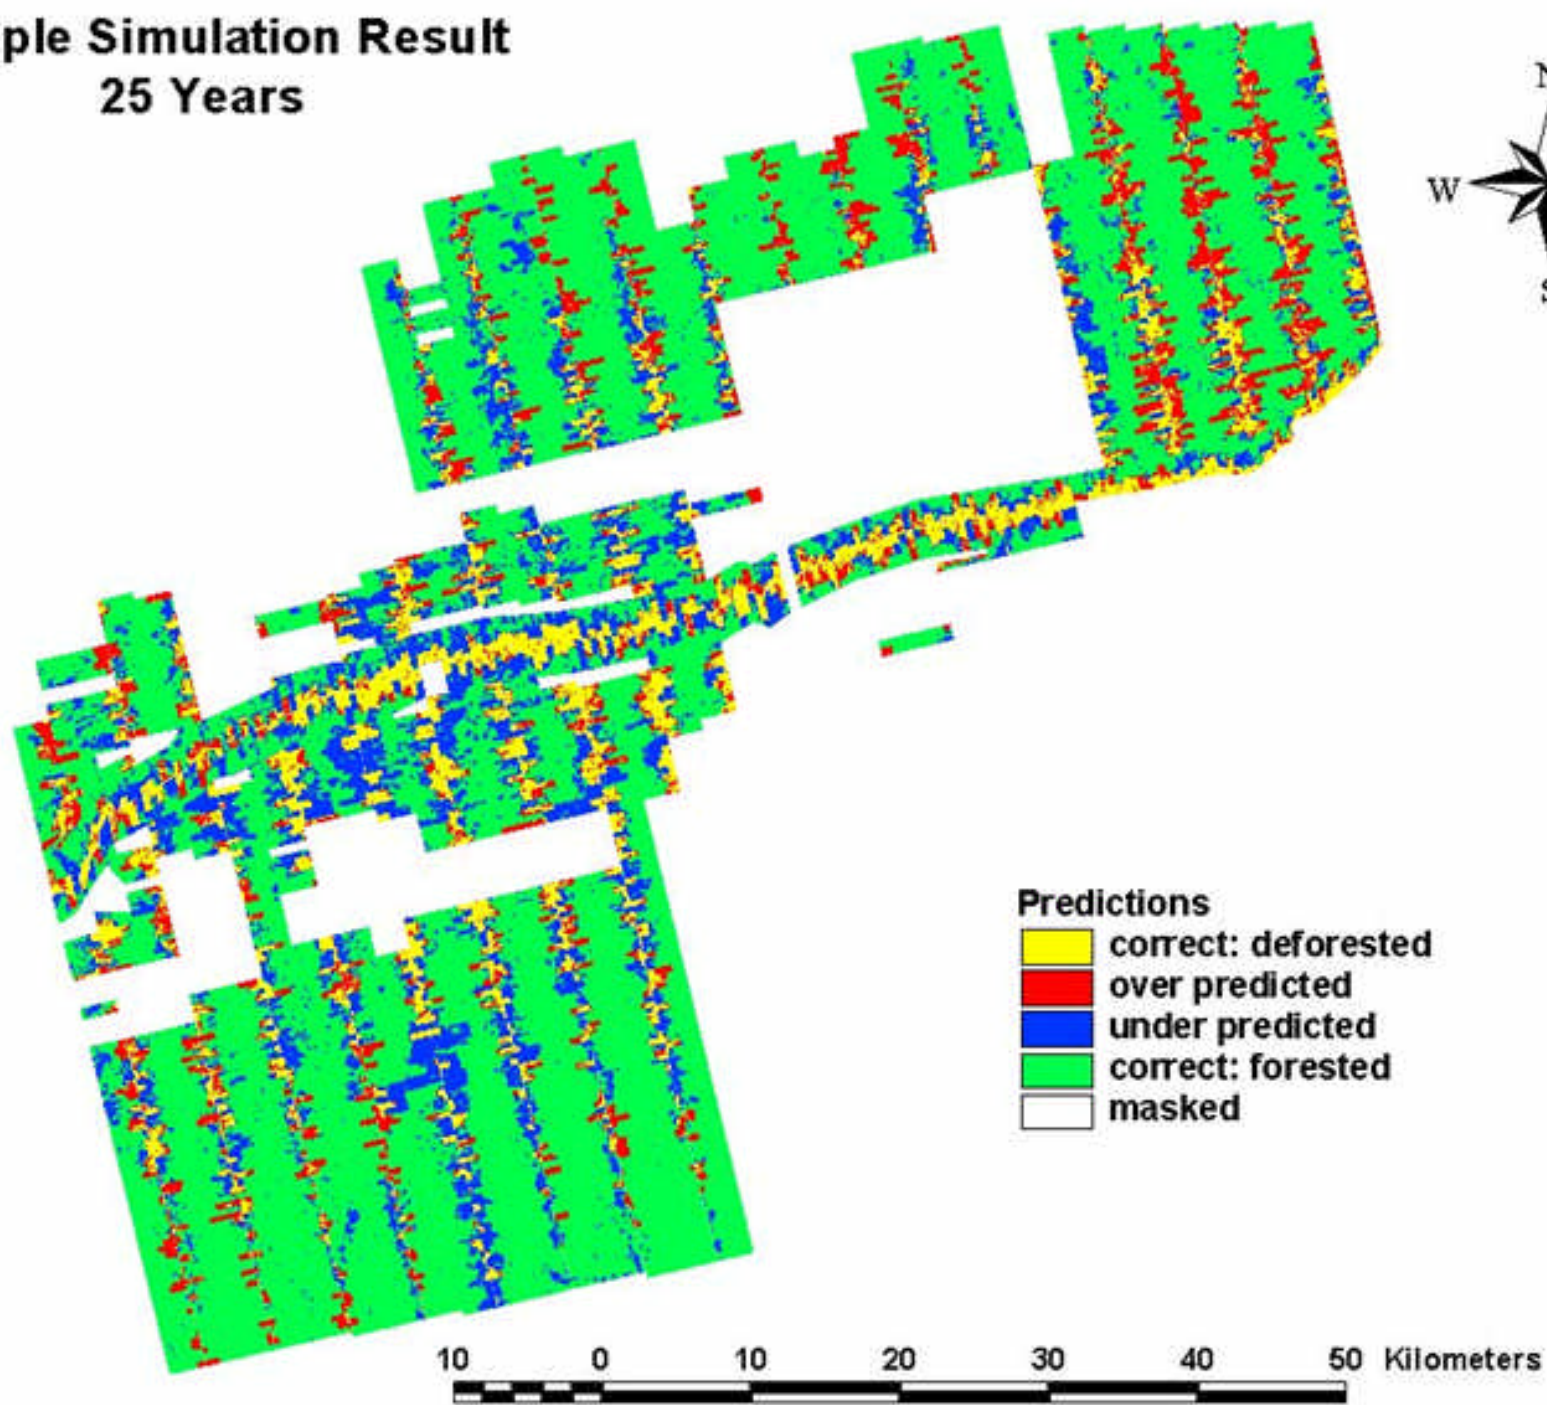 ple Simulation Result
25 Years
N
W
S
Predictions
correct: deforested
over predicted
under predicted
correct: forested
masked
10 0 10 20 30 40 50 Kilometers